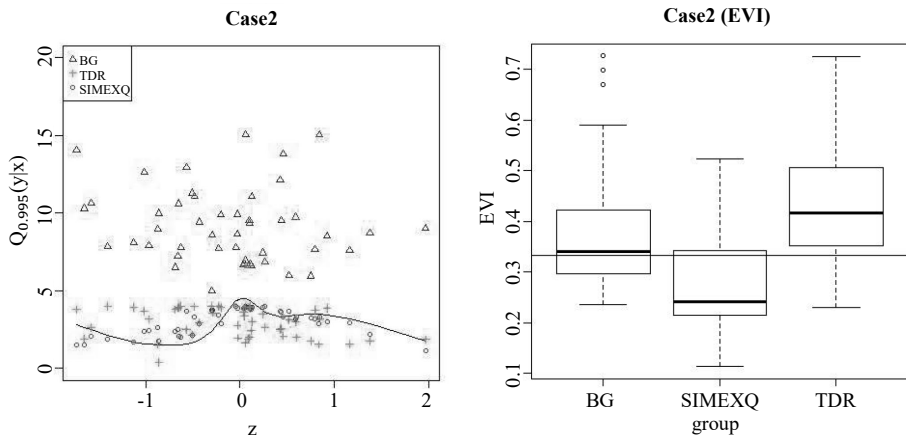 Case2
Q0.995(y|x)
20
15
10
5
0
△ BG
+ TDR
○ SIMEXQ
-1
0
1
2
z
Case2 (EVI)
EVI
0.7
0.6
0.5
0.4
0.3
0.2
0.1
BG
SIMEXQ
TDR
group